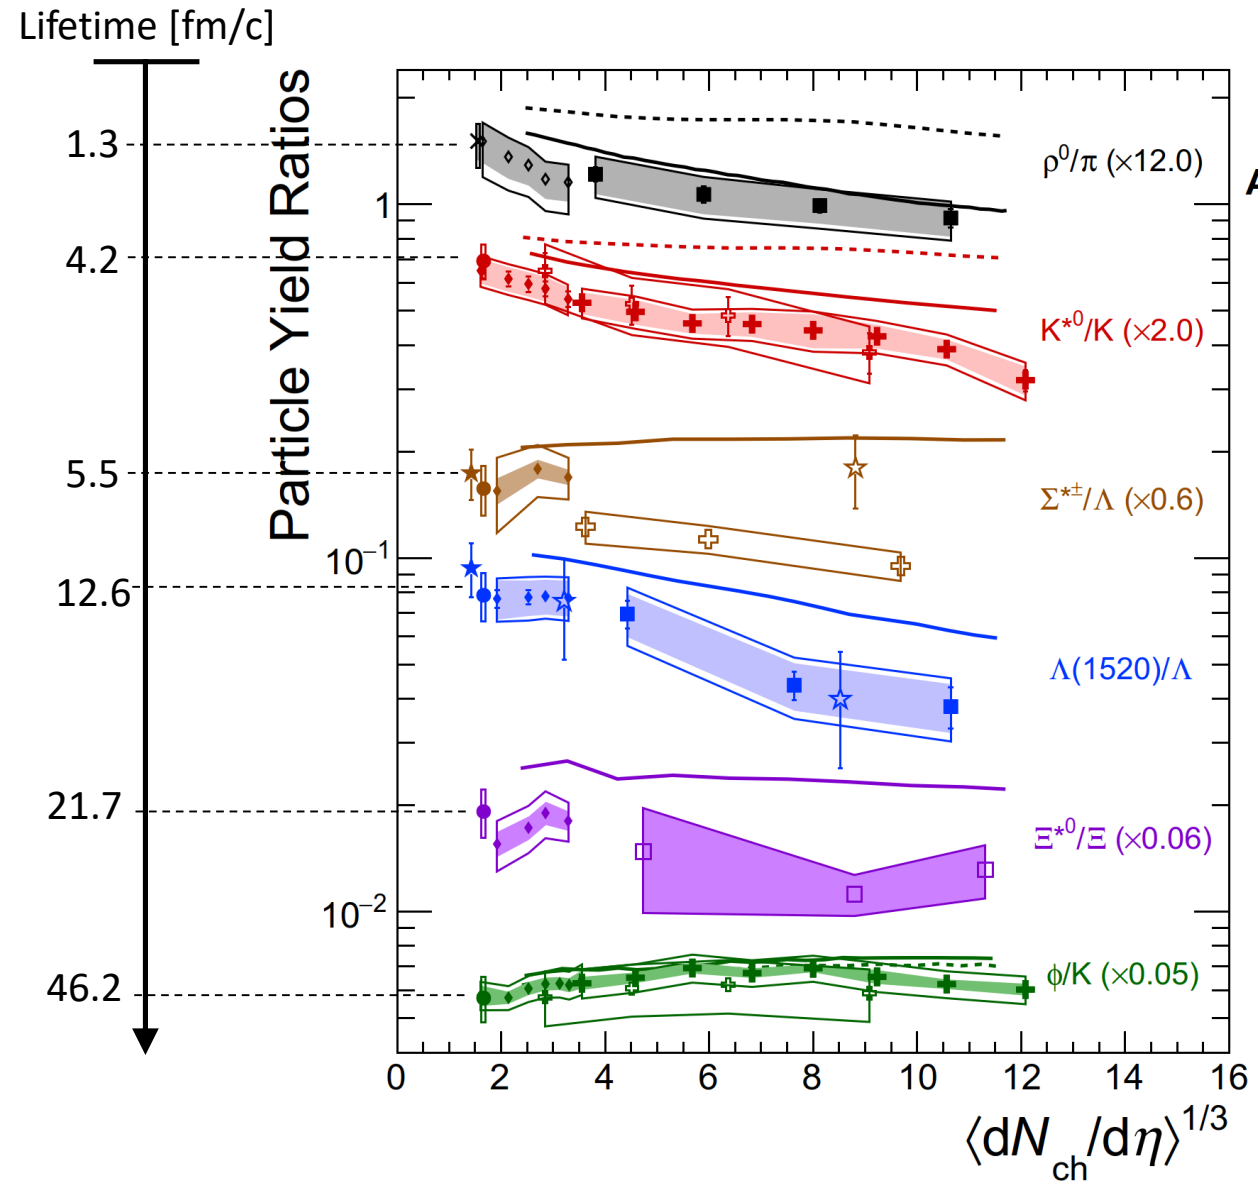 Lifetime [fm/c]
1.3
4.2
5.5
12.6
21.7
46.2
Particle Yield Ratios
1
10⁻¹
10⁻²
ρ⁰/π (×12.0)
A
K*⁰/K (×2.0)
Σ*±/Λ (×0.6)
Λ(1520)/Λ
Ξ*⁰/Ξ (×0.06)
ϕ/K (×0.05)
0 2 4 6 8 10 12 14 16
⟨dN_ch/dη⟩^1/3